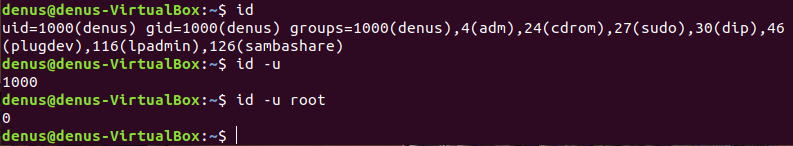 denus@denus-VirtualBox:~$ id
uid=1000(denus) gid=1000(denus) groups=1000(denus),4(adm),24(cdrom),27(sudo),30(dip),46
(plugdev),116(lpadmin),126(sambashare)
denus@denus-VirtualBox:~$ id -u
1000
denus@denus-VirtualBox:~$ id -u root
0
denus@denus-VirtualBox:~$